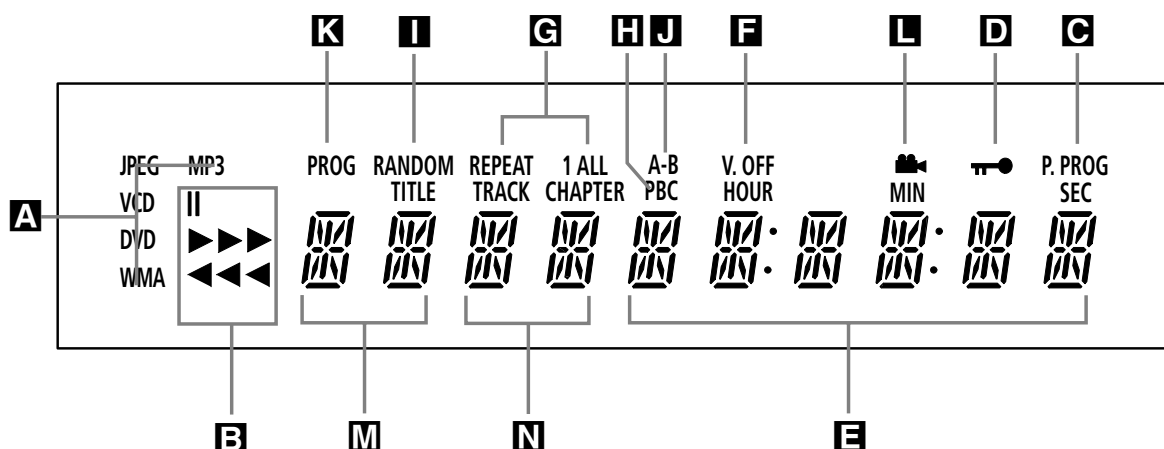 K I G H J F L D C
JPEG MP3 PROG RANDOM REPEAT 1 ALL A-B V. OFF P. PROG
TITLE TRACK CHAPTER PBC HOUR MIN SEC
A VCD
DVD
WMA
B M N E